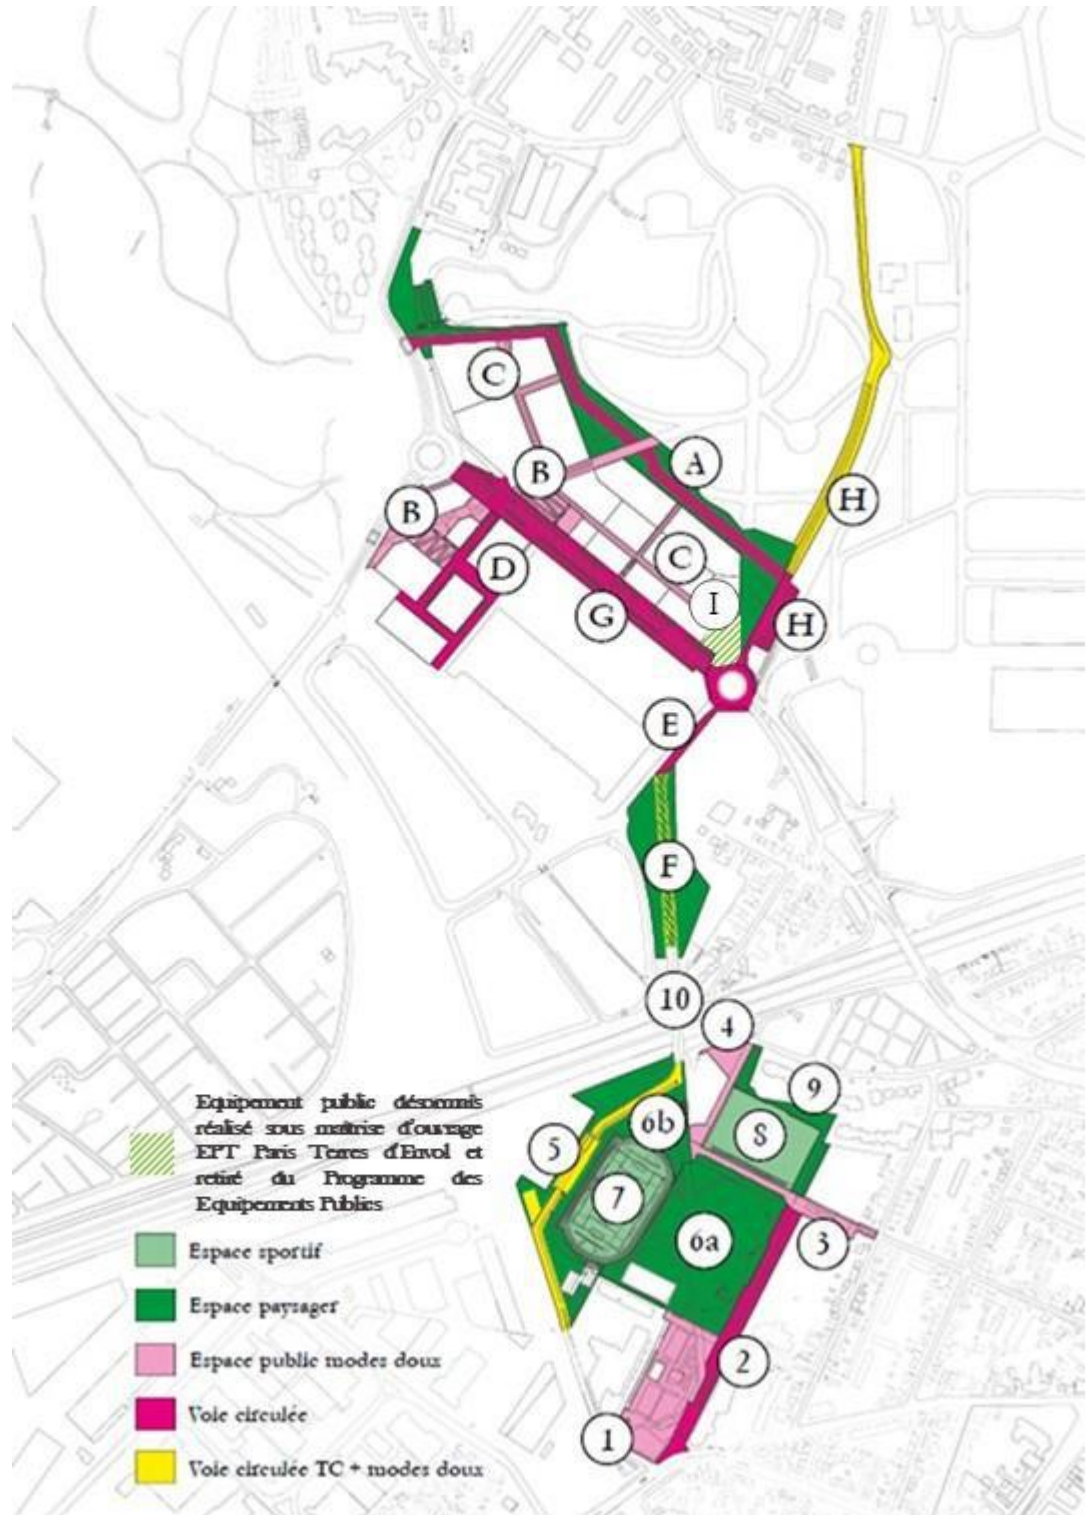 C
A
B
H
B
C
D
I
G
H
E
F
10
4
9
6b
8
5
7
6a
3
2
1
Equipement public désormais
réalisé sous maîtrise d'ouvrage
EPT Paris Terres d'Envol et
retiré du Programme des
Equipements Publics
Espace sportif
Espace paysager
Espace public modes doux
Voie circulée
Voie circulée TC + modes doux